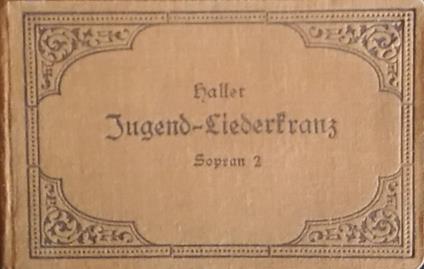 Haller
Jugend-Liederkranz
Sopran 2